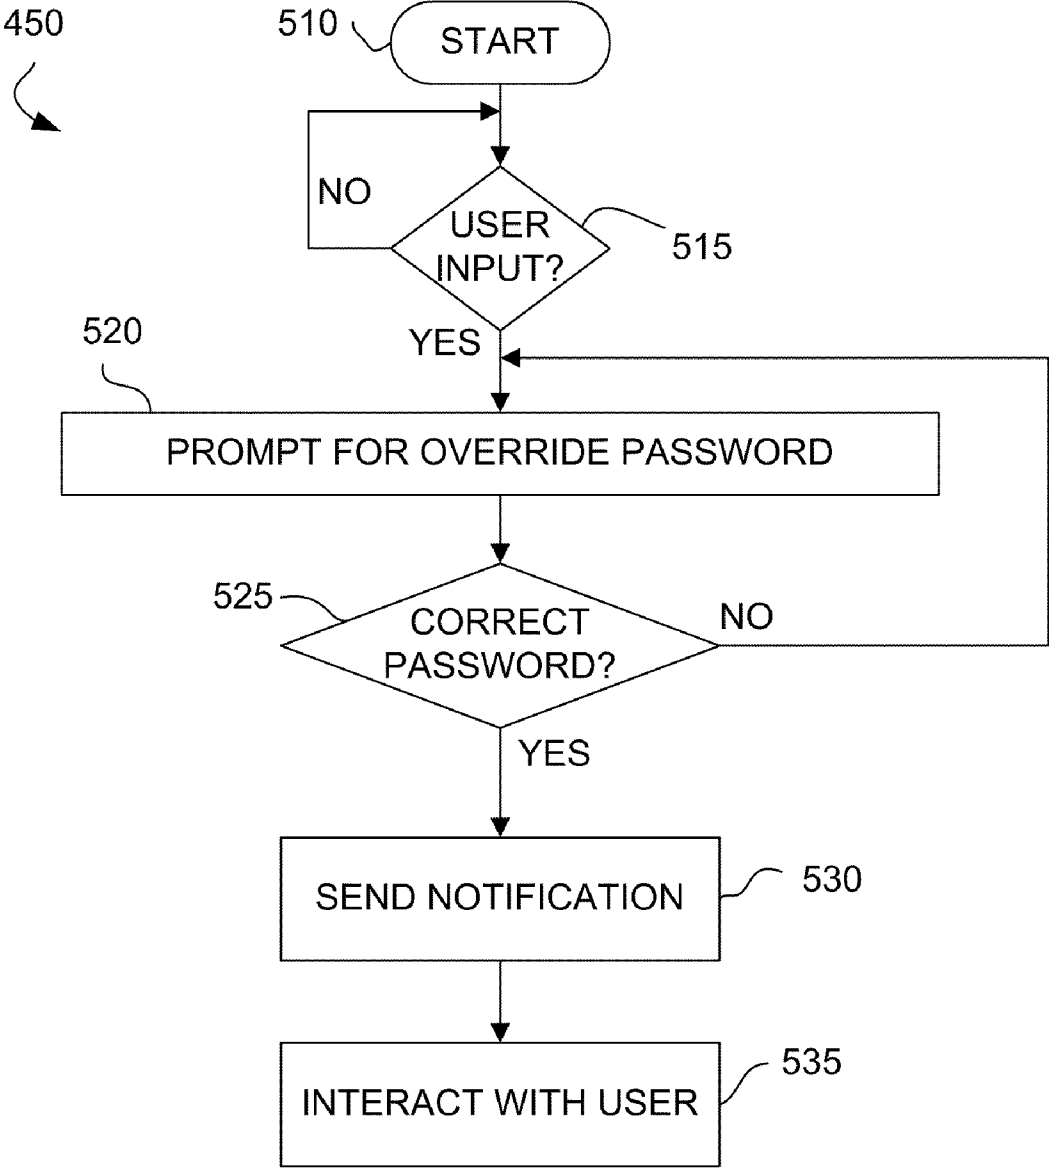 450
510
START
NO
USER
INPUT?
515
YES
520
PROMPT FOR OVERRIDE PASSWORD
525
CORRECT
PASSWORD?
NO
YES
SEND NOTIFICATION
530
INTERACT WITH USER
535